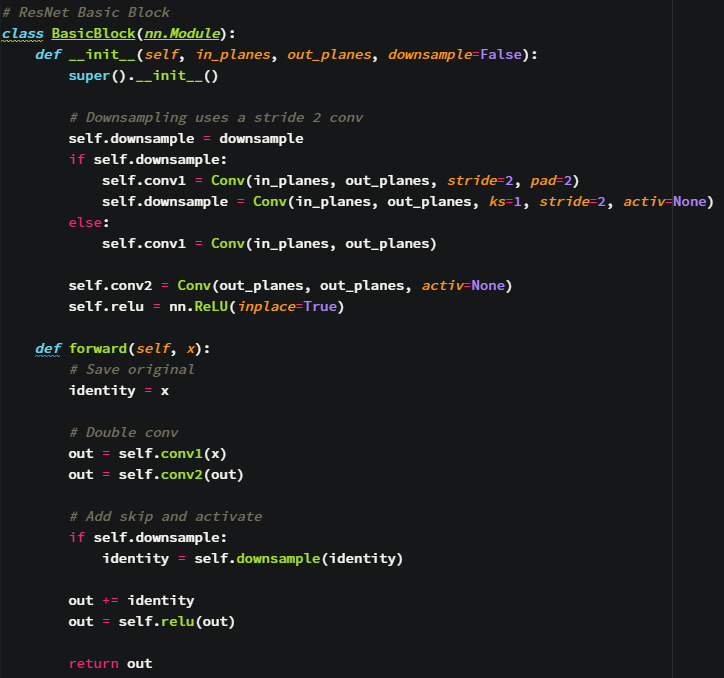 # ResNet Basic Block
class BasicBlock(nn.Module):
    def __init__(self, in_planes, out_planes, downsample=False):
        super().__init__()

        # Downsampling uses a stride 2 conv
        self.downsample = downsample
        if self.downsample:
            self.conv1 = Conv(in_planes, out_planes, stride=2, pad=2)
            self.downsample = Conv(in_planes, out_planes, ks=1, stride=2, activ=None)
        else:
            self.conv1 = Conv(in_planes, out_planes)

        self.conv2 = Conv(out_planes, out_planes, activ=None)
        self.relu = nn.ReLU(inplace=True)

    def forward(self, x):
        # Save original
        identity = x

        # Double conv
        out = self.conv1(x)
        out = self.conv2(out)

        # Add skip and activate
        if self.downsample:
            identity = self.downsample(identity)

        out += identity
        out = self.relu(out)

        return out